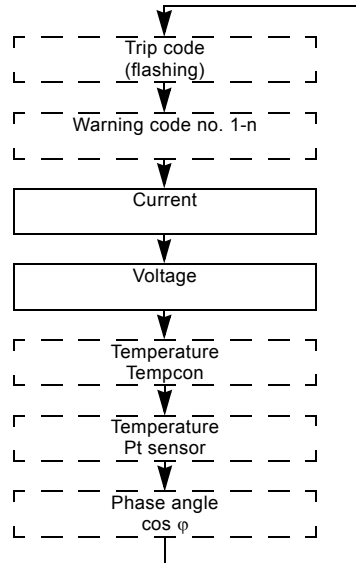 Trip code
(flashing)
Warning code no. 1-n
Current
Voltage
Temperature
Tempcon
Temperature
Pt sensor
Phase angle
cos φ